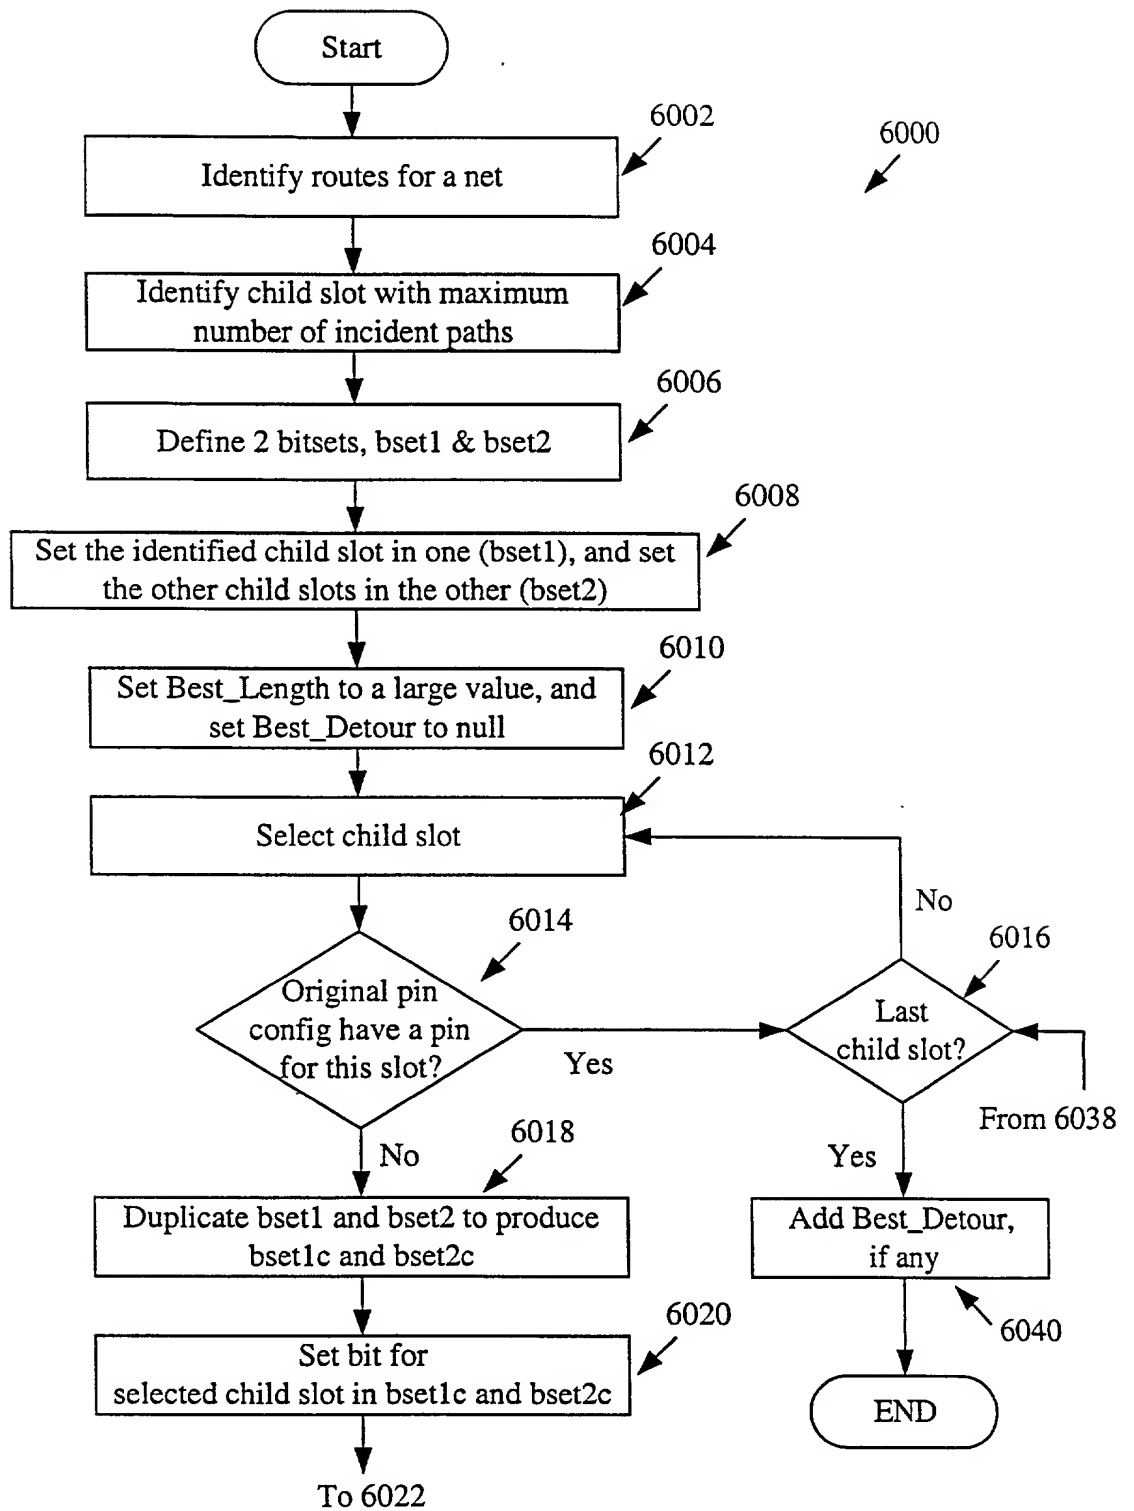 Start
6002
6000
Identify routes for a net
6004
Identify child slot with maximum
number of incident paths
6006
Define 2 bitsets, bset1 & bset2
6008
Set the identified child slot in one (bset1), and set
the other child slots in the other (bset2)
6010
Set Best_Length to a large value, and
set Best_Detour to null
6012
Select child slot
No
6014
6016
Original pin
config have a pin
for this slot?
Last
child slot?
Yes
From 6038
6018
No
Yes
Duplicate bset1 and bset2 to produce
bset1c and bset2c
Add Best_Detour,
if any
6020
6040
Set bit for
selected child slot in bset1c and bset2c
END
To 6022